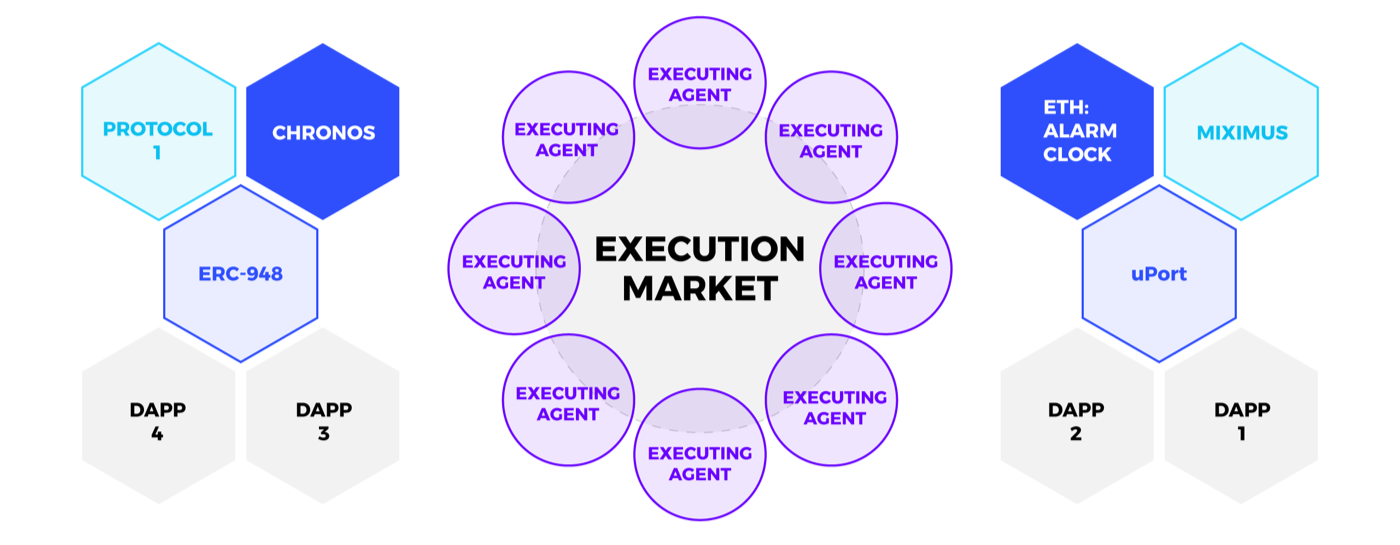 PROTOCOL
1
CHRONOS
ERC-948
DAPP
4
DAPP
3
EXECUTING
AGENT
EXECUTING
AGENT
EXECUTING
AGENT
EXECUTING
AGENT
EXECUTION
MARKET
EXECUTING
AGENT
EXECUTING
AGENT
EXECUTING
AGENT
EXECUTING
AGENT
ETH:
ALARM
CLOCK
MIXIMUS
uPort
DAPP
2
DAPP
1